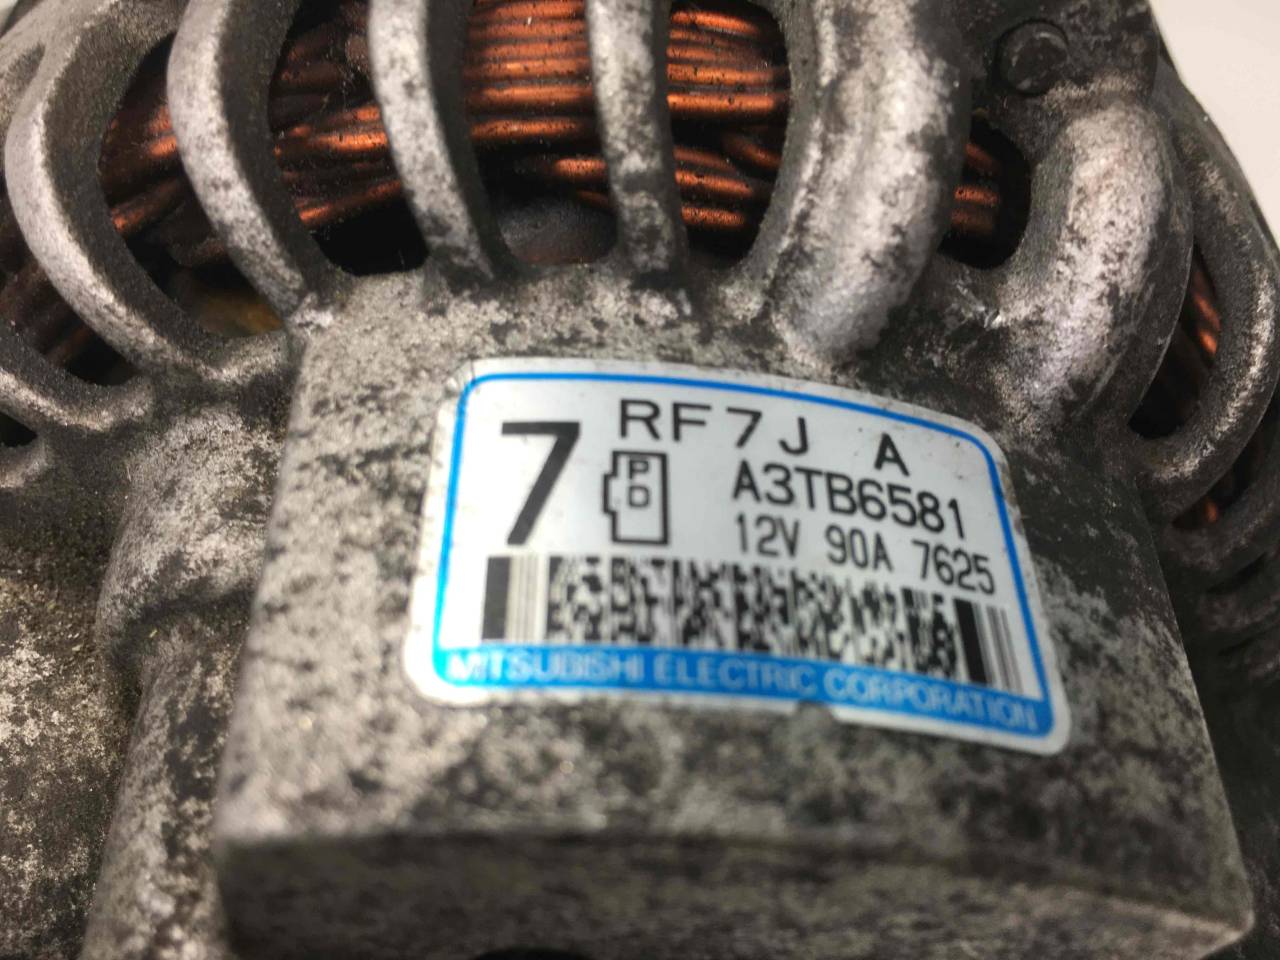 RF7J A
7
P
D
A3TB6581
12V 90A 7625
MITSUBISHI ELECTRIC CORPORATION